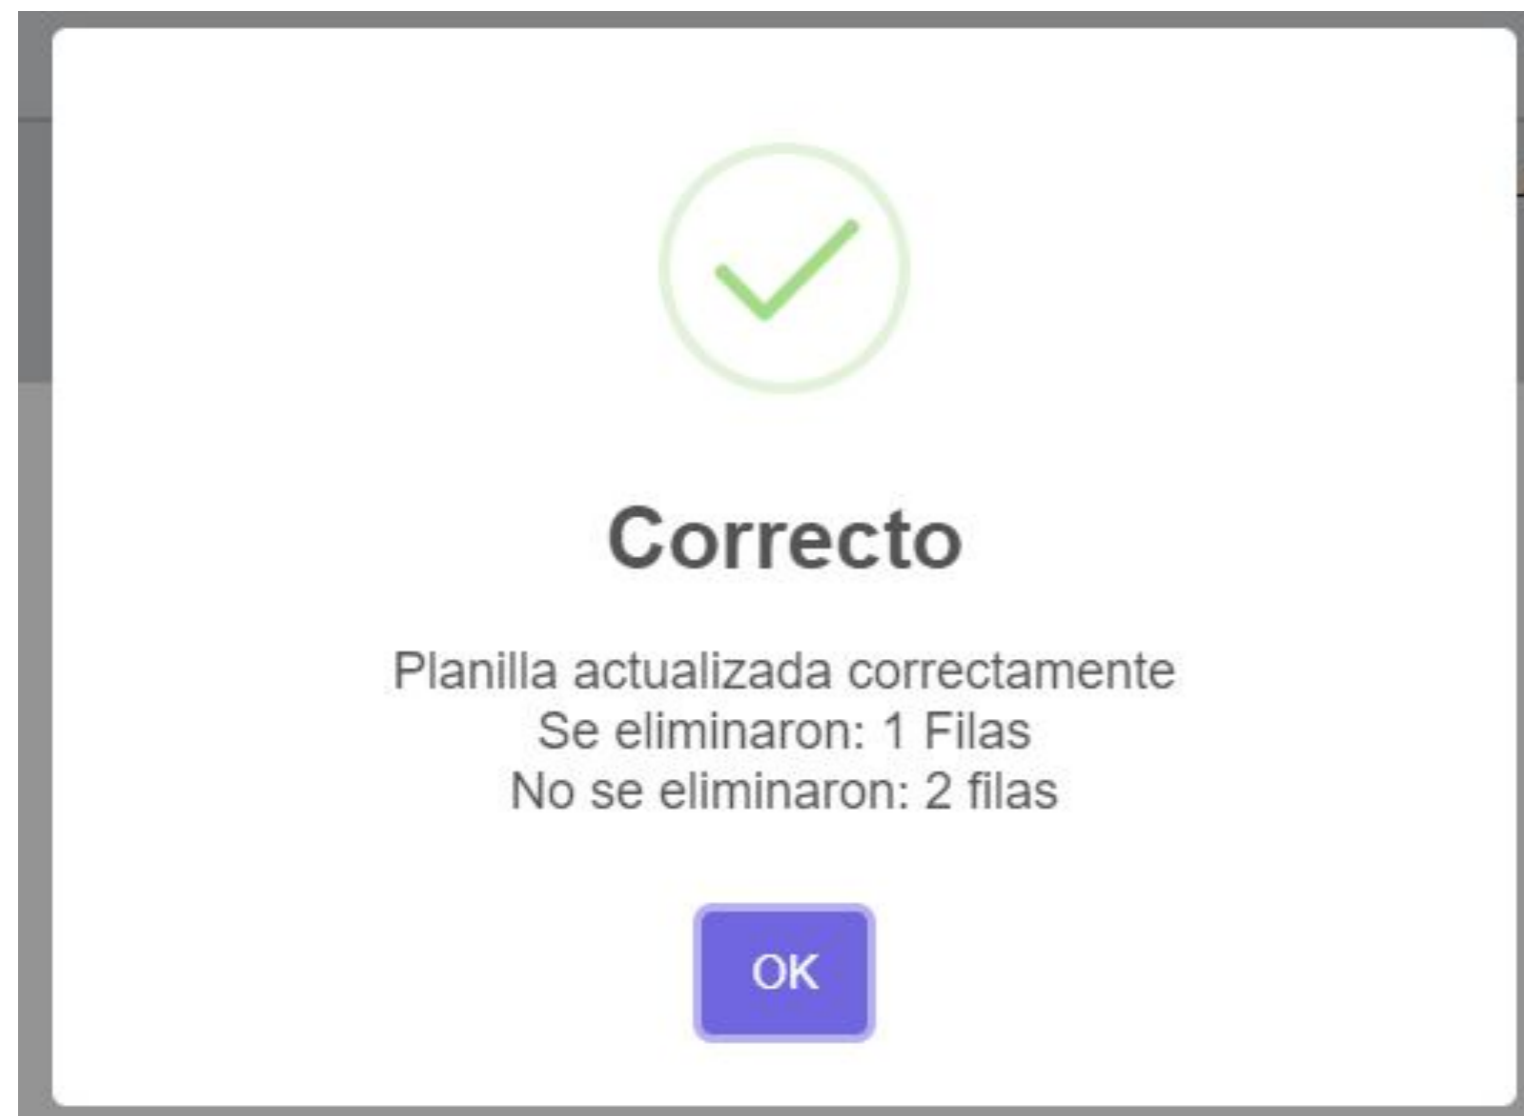 Correcto
Planilla actualizada correctamente
Se eliminaron: 1 Filas
No se eliminaron: 2 filas
OK